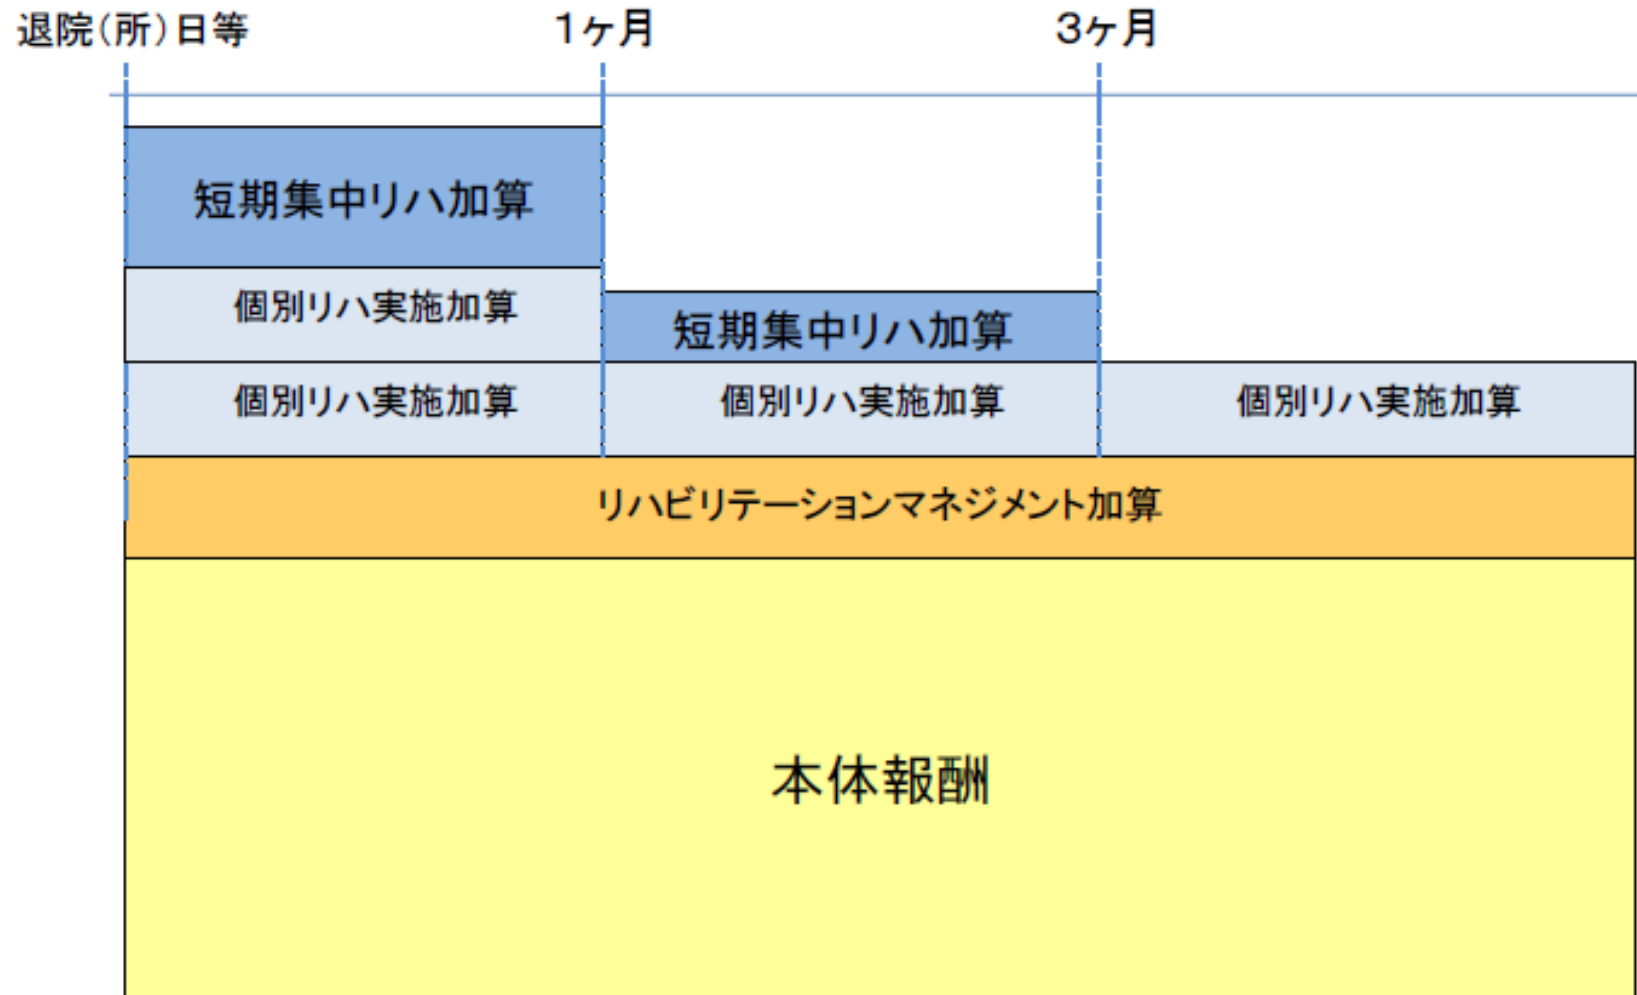 退院(所)日等
1ヶ月
3ヶ月
短期集中リハ加算
個別リハ実施加算
短期集中リハ加算
個別リハ実施加算
個別リハ実施加算
個別リハ実施加算
リハビリテーションマネジメント加算
本体報酬